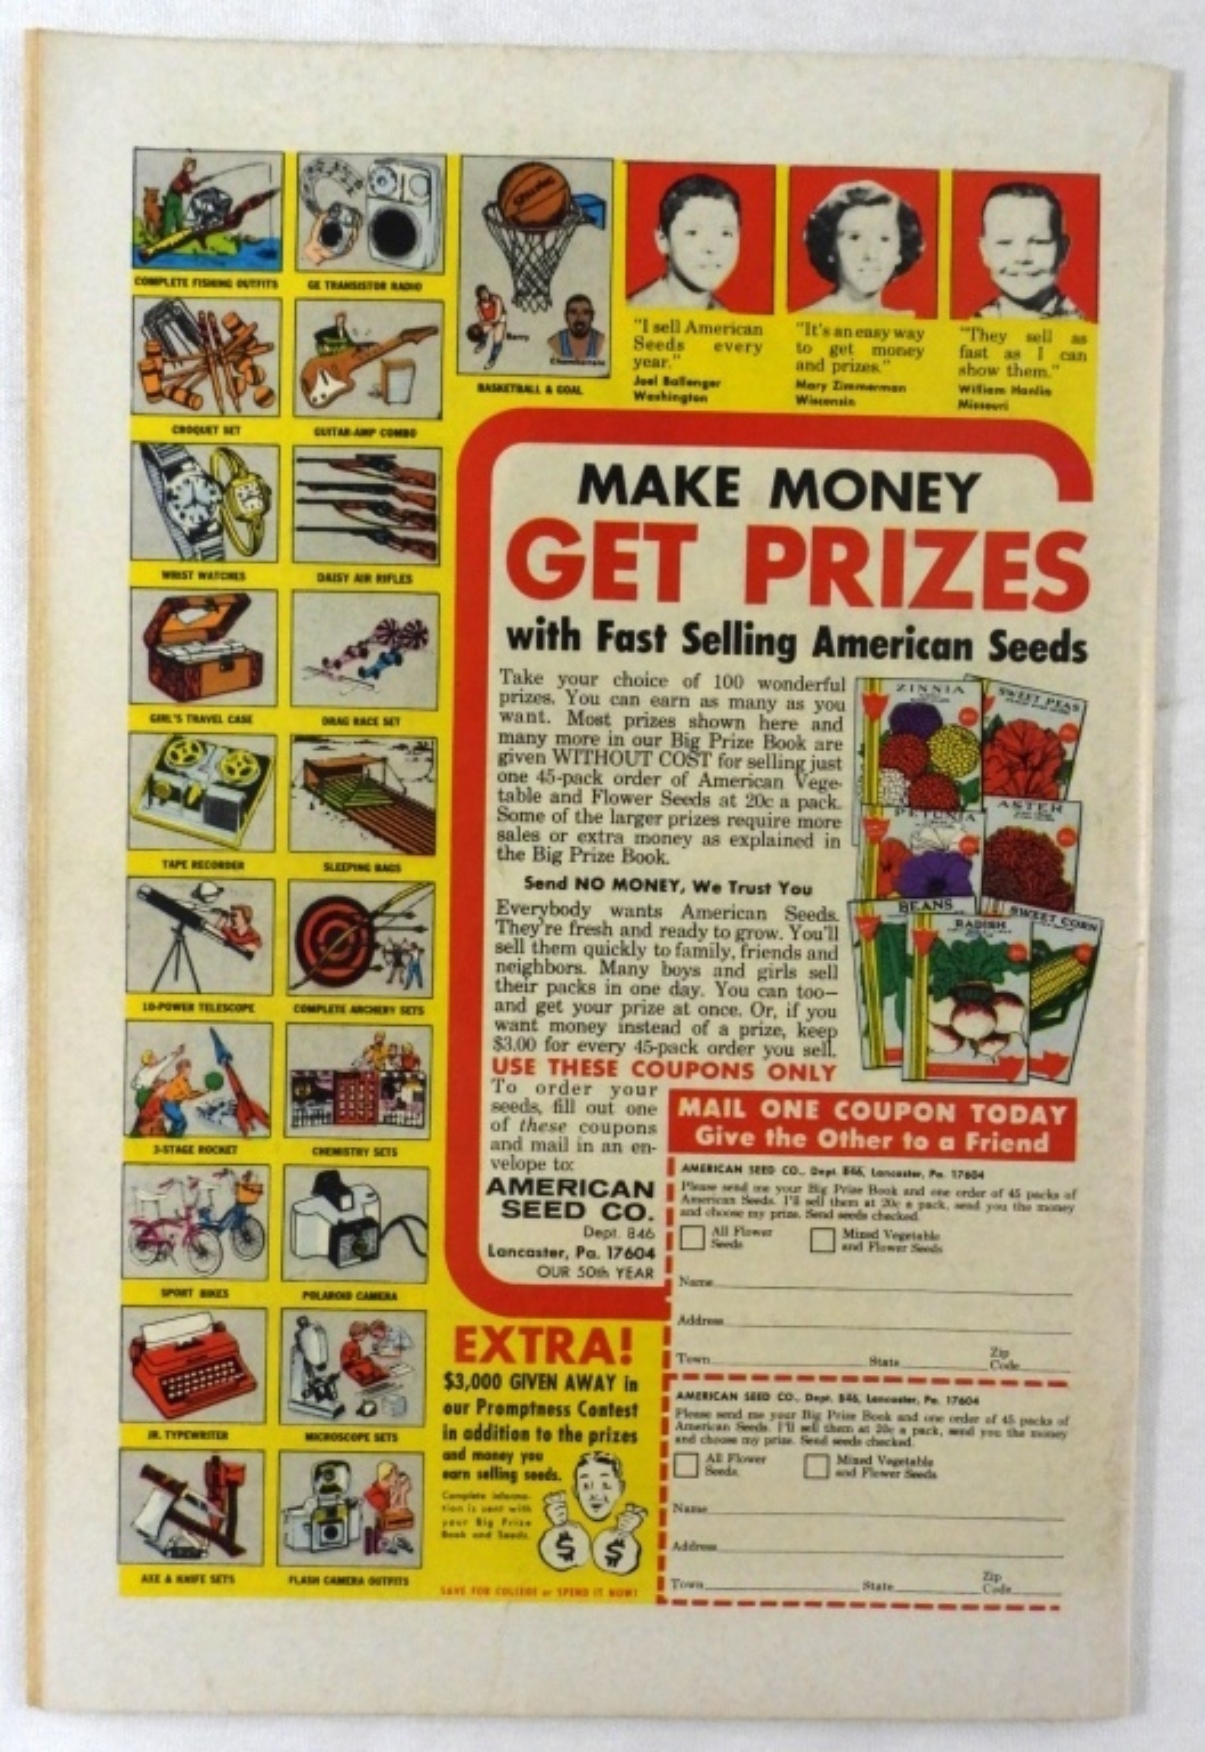 COMPLETE FISHING OUTFITS
GE TRANSISTOR RADIO
SPALDING
Barry
Chamberlain
BASKETBALL & GOAL
"I sell American
Seeds every
year."
Joel Ballenger
Washington
"It's an easy way
to get money
and prizes."
Mary Zimmerman
Wisconsin
"They sell as
fast as I can
show them."
William Hanlin
Missouri
CROQUET SET
GUITAR-AMP COMBO
WRIST WATCHES
DAISY AIR RIFLES
GIRL'S TRAVEL CASE
DRAG RACE SET
TAPE RECORDER
SLEEPING BAGS
10-POWER TELESCOPE
COMPLETE ARCHERY SETS
3-STAGE ROCKET
CHEMISTRY SETS
SPORT BIKES
POLAROID CAMERA
JR. TYPEWRITER
MICROSCOPE SETS
AXE & KNIFE SETS
FLASH CAMERA OUTFITS
MAKE MONEY
GET PRIZES
with Fast Selling American Seeds
Take your choice of 100 wonderful
prizes. You can earn as many as you
want. Most prizes shown here and
many more in our Big Prize Book are
given WITHOUT COST for selling just
one 45-pack order of American Vege-
table and Flower Seeds at 20c a pack.
Some of the larger prizes require more
sales or extra money as explained in
the Big Prize Book.
Send NO MONEY, We Trust You
Everybody wants American Seeds.
They're fresh and ready to grow. You'll
sell them quickly to family, friends and
neighbors. Many boys and girls sell
their packs in one day. You can too—
and get your prize at once. Or, if you
want money instead of a prize, keep
$3.00 for every 45-pack order you sell.
USE THESE COUPONS ONLY
To order your
seeds, fill out one
of these coupons
and mail in an en-
velope to:
AMERICAN
SEED CO.
Dept. 846
Lancaster, Pa. 17604
OUR 50th YEAR
ZINNIA
SWEET PEAS
PETUNIA
ASTER
BEANS
RADISH
SWEET CORN
MAIL ONE COUPON TODAY
Give the Other to a Friend
AMERICAN SEED CO., Dept. 846, Lancaster, Pa. 17604
Please send me your Big Prize Book and one order of 45 packs of
American Seeds. I'll sell them at 20c a pack, send you the money
and choose my prize. Send seeds checked.
All Flower
Seeds
Mixed Vegetable
and Flower Seeds
Name
Address
Town State Zip
Code
AMERICAN SEED CO., Dept. 846, Lancaster, Pa. 17604
Please send me your Big Prize Book and one order of 45 packs of
American Seeds. I'll sell them at 20c a pack, send you the money
and choose my prize. Send seeds checked.
All Flower
Seeds
Mixed Vegetable
and Flower Seeds
Name
Address
Town State Zip
Code
EXTRA!
$3,000 GIVEN AWAY in
our Promptness Contest
in addition to the prizes
and money you
earn selling seeds.
Complete informa-
tion is sent with
your Big Prize
Book and Seeds.
$ $
SAVE FOR COLLEGE or SPEND IT NOW!